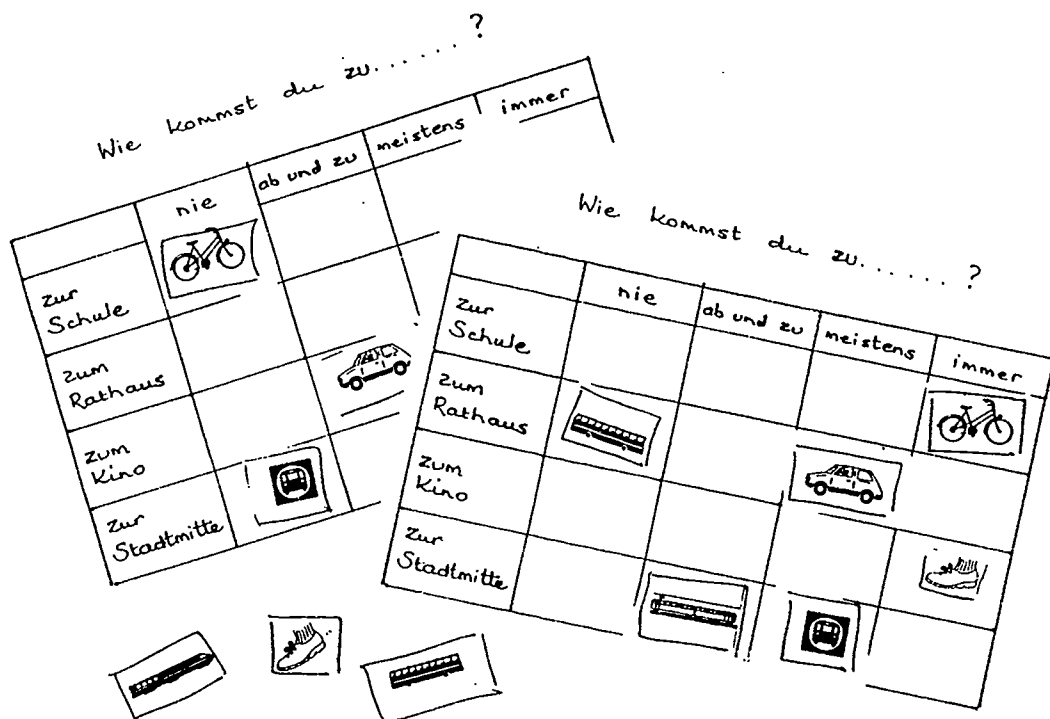 Wie kommst du zu......?
nie
ab und zu
meistens
immer
zur
Schule
zum
Rathaus
zum
Kino
zur
Stadtmitte
Wie kommst du zu......?
nie
ab und zu
meistens
immer
zur
Schule
zum
Rathaus
zum
Kino
zur
Stadtmitte